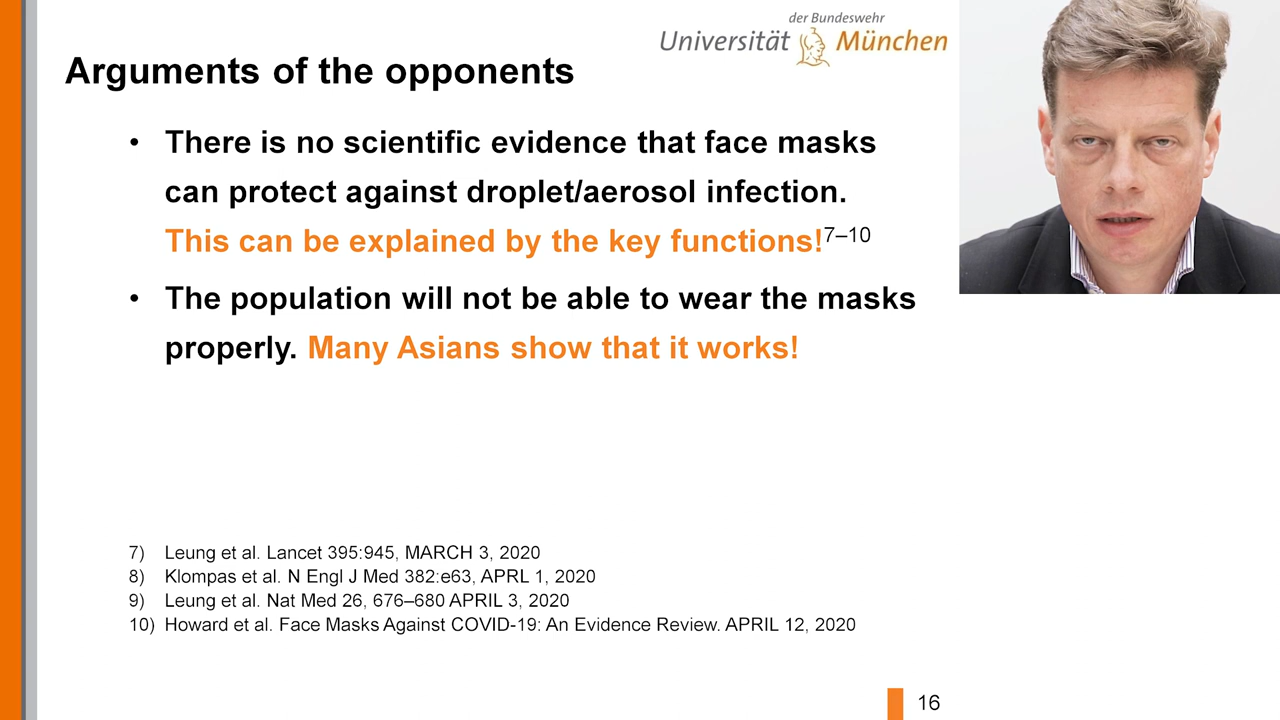 der Bundeswehr
Universität München
Arguments of the opponents
• There is no scientific evidence that face masks
can protect against droplet/aerosol infection.
This can be explained by the key functions!7–10
• The population will not be able to wear the masks
properly. Many Asians show that it works!
7) Leung et al. Lancet 395:945, MARCH 3, 2020
8) Klompas et al. N Engl J Med 382:e63, APRL 1, 2020
9) Leung et al. Nat Med 26, 676–680 APRIL 3, 2020
10) Howard et al. Face Masks Against COVID-19: An Evidence Review. APRIL 12, 2020
16